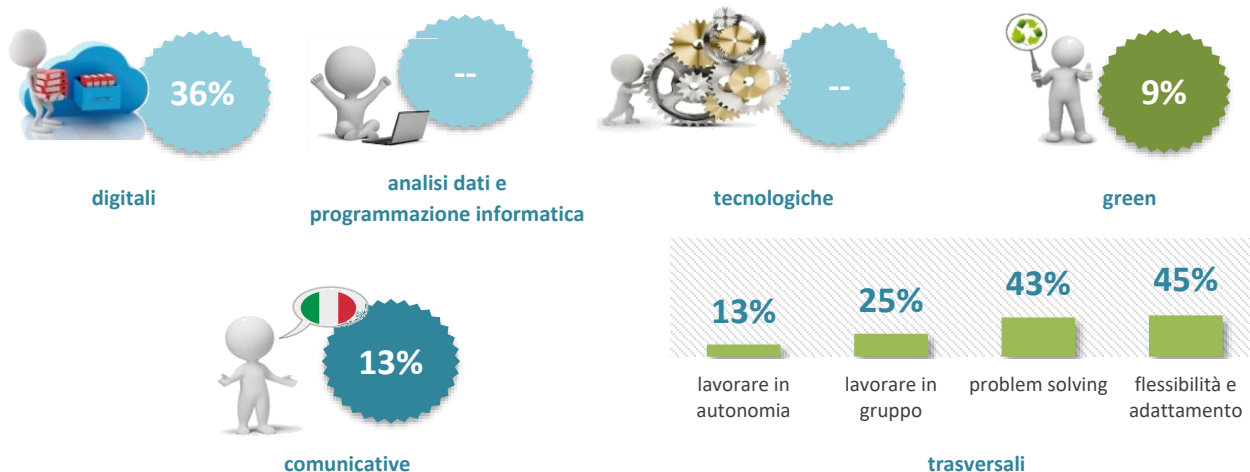 36%
--
--
9%
digitali
analisi dati e
programmazione informatica
tecnologiche
green
13%
comunicative
13%
25%
43%
45%
lavorare in
autonomia
lavorare in
gruppo
problem solving
flessibilità e
adattamento
trasversali